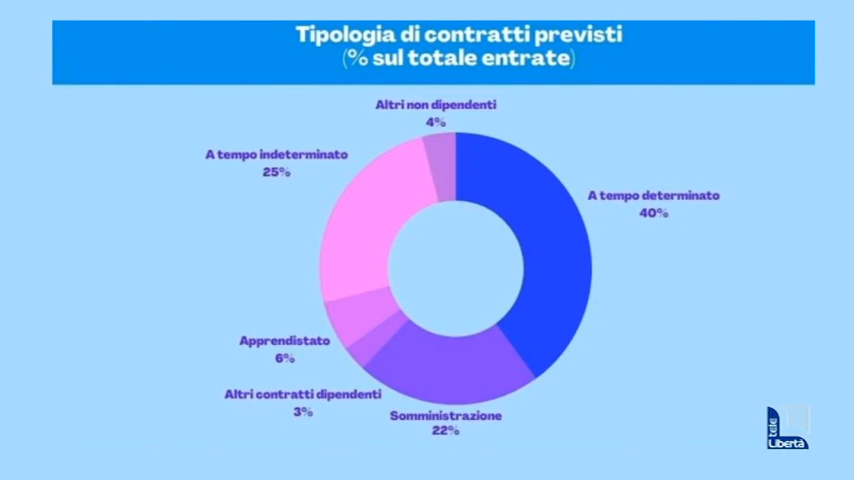 Tipologia di contratti previsti
(% sul totale entrate)
Altri non dipendenti
4%
A tempo indeterminato
25%
A tempo determinato
40%
Apprendistato
6%
Altri contratti dipendenti
3%
Somministrazione
22%
tele
Libertà